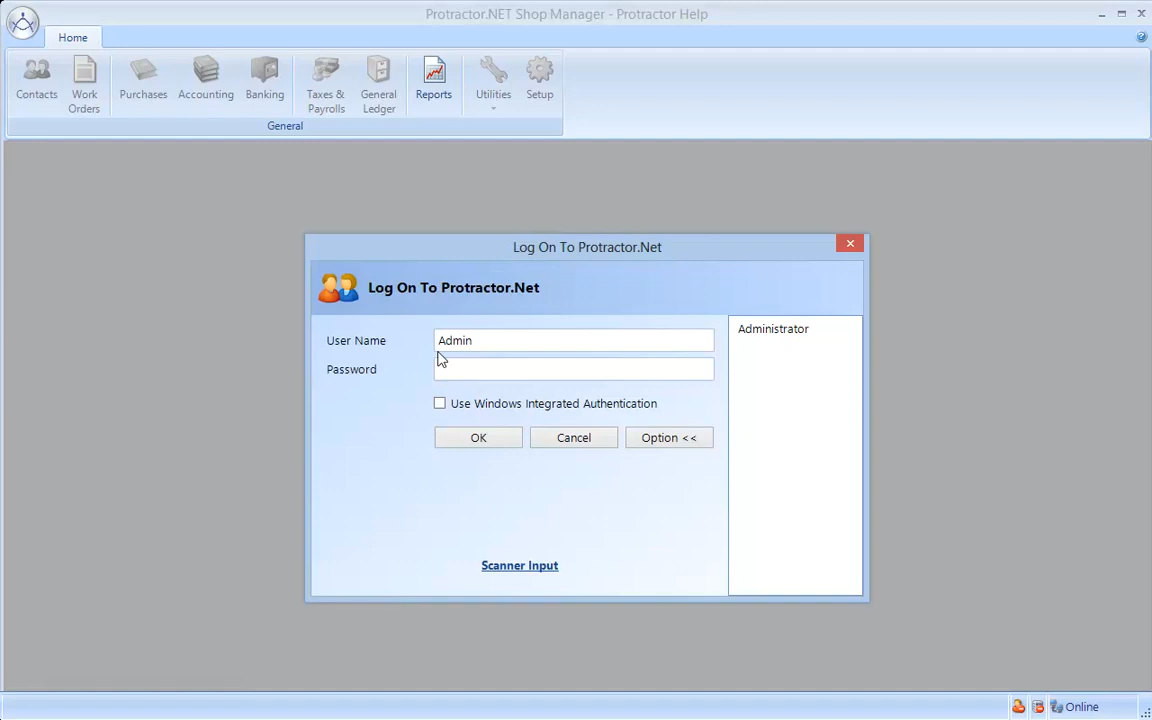 Protractor.NET Shop Manager - Protractor Help
Home
Contacts
Work Orders
Purchases
Accounting
Banking
Taxes & Payrolls
General Ledger
Reports
Utilities
Setup
General
Log On To Protractor.Net
Log On To Protractor.Net
User Name
Admin
Administrator
Password
Use Windows Integrated Authentication
OK
Cancel
Option <<
Scanner Input
Online